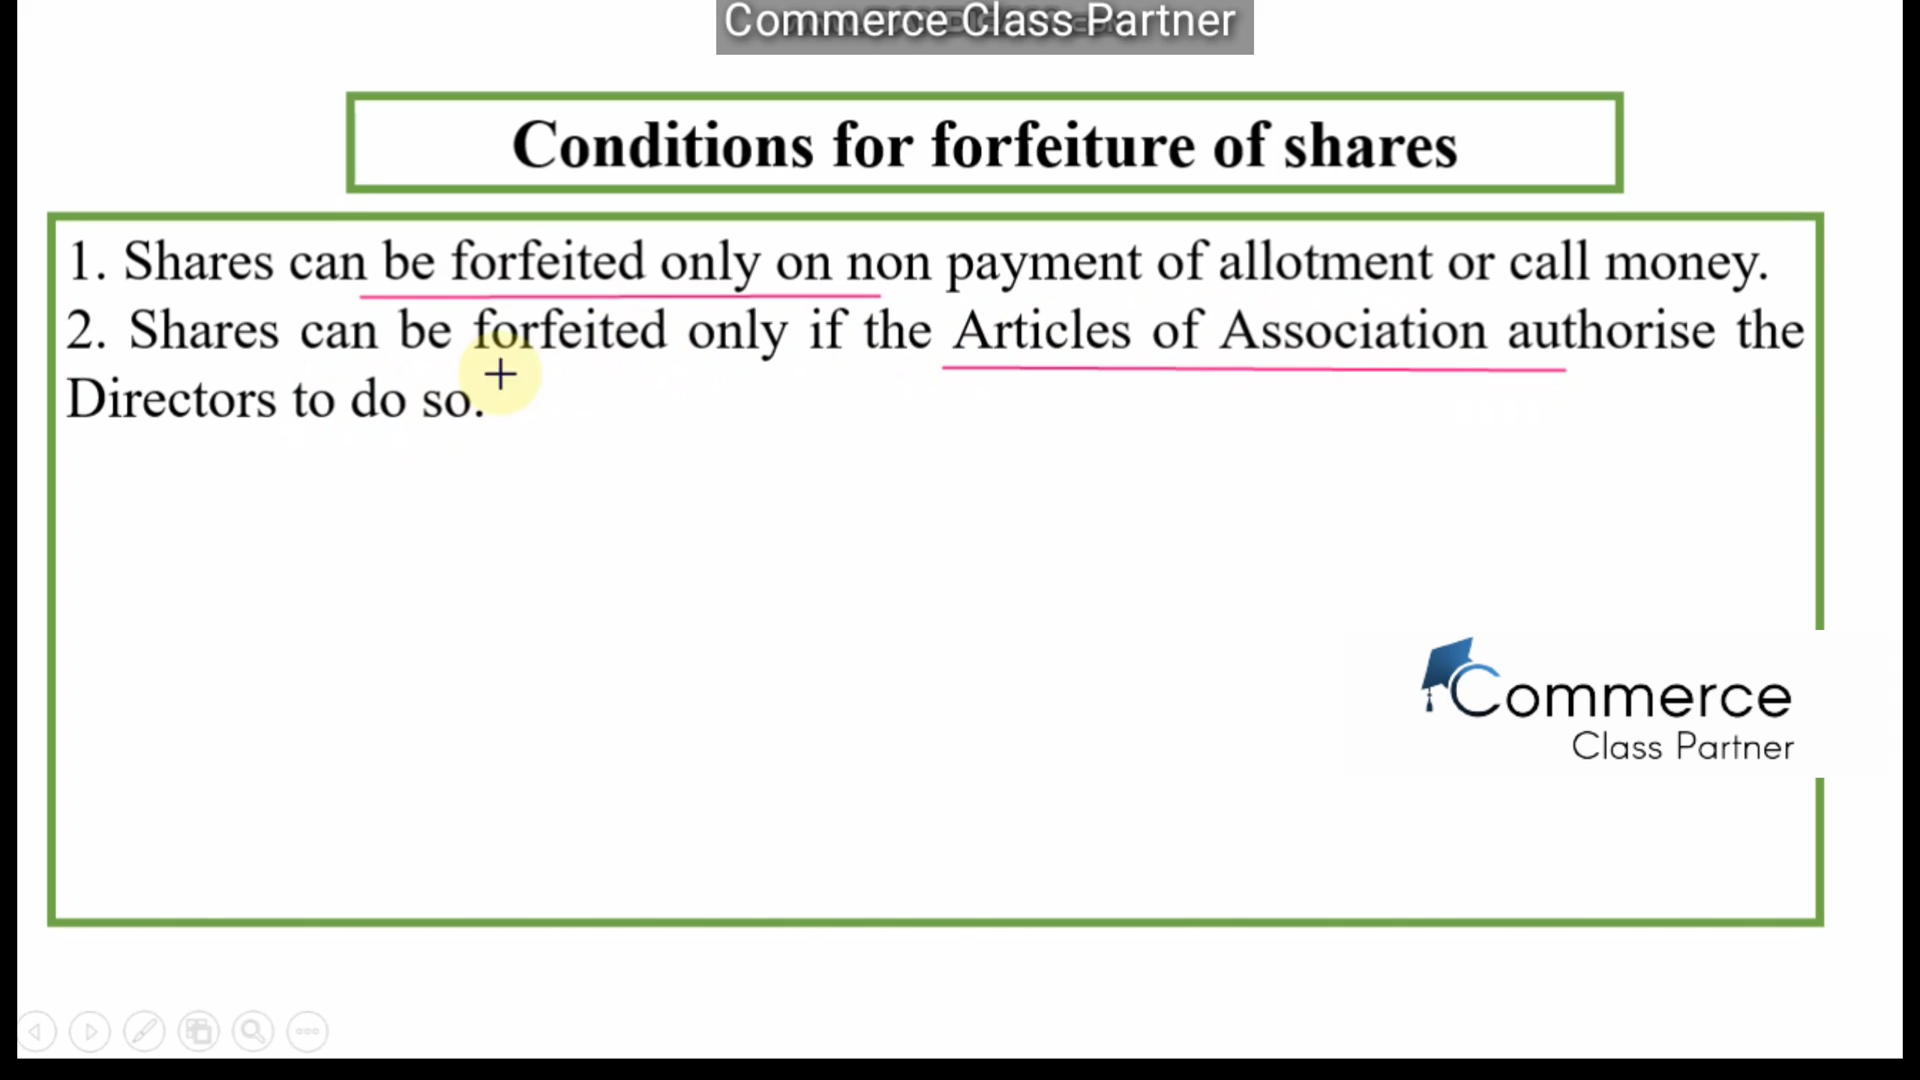 Commerce Class Partner
Conditions for forfeiture of shares
1. Shares can be forfeited only on non payment of allotment or call money.
2. Shares can be forfeited only if the Articles of Association authorise the
Directors to do so.
Commerce
Class Partner